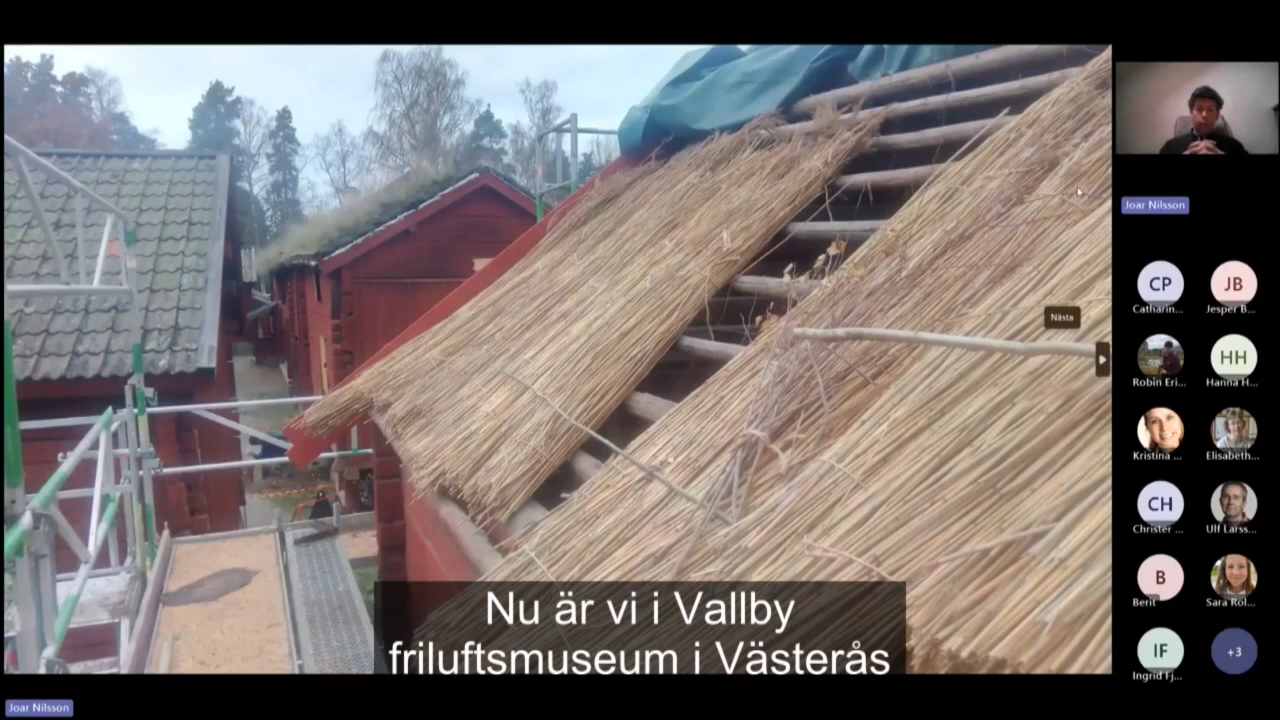 Joar Nilsson
CP
JB
Catharin...
Jesper B...
Nästa
Robin Eri...
HH
Hanna H...
Kristina ...
Elisabeth...
CH
Christer ...
Ulf Larss...
B
Berit
Sara Rol...
Nu är vi i Vallby
friluftsmuseum i Västerås
IF
+3
Ingrid Fj...
Joar Nilsson